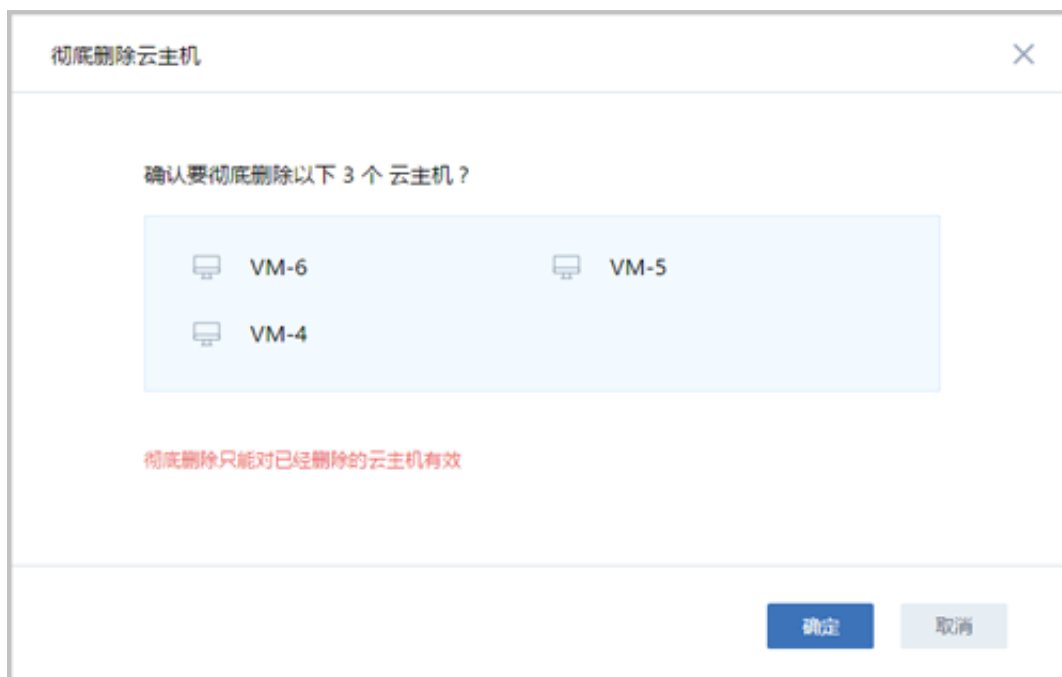 彻底删除云主机
确认要彻底删除以下 3 个 云主机？
VM-6 VM-5
VM-4
彻底删除只能对已经删除的云主机有效
确定 取消